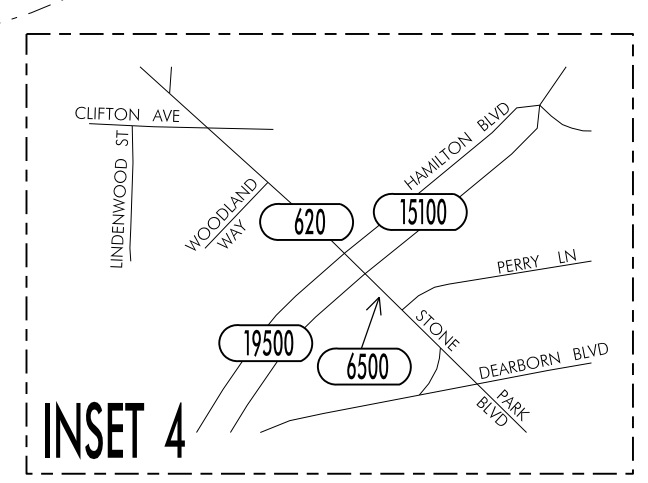 CLIFTON AVE
LINDENWOOD ST
WOODLAND
WAY
620
HAMILTON BLVD
15100
PERRY LN
19500
6500
STONE
PARK
BLVD
DEARBORN BLVD
INSET 4